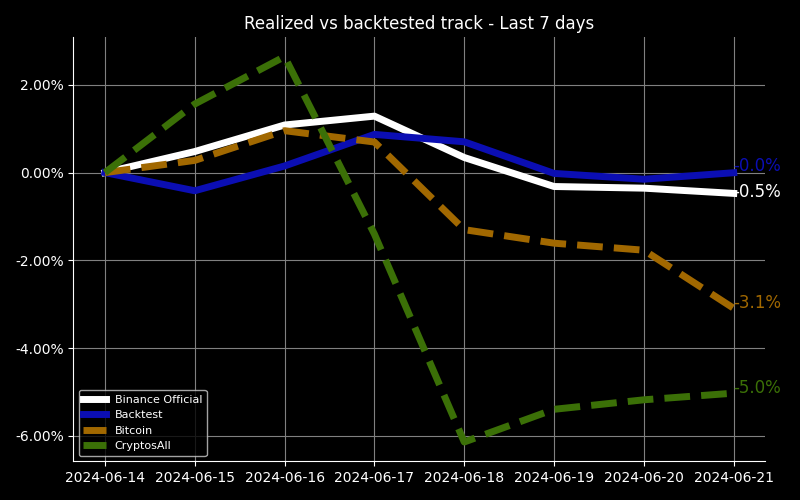 Realized vs backtested track - Last 7 days
2.00%
0.00%
-2.00%
-4.00%
-6.00%
-0.0%
-0.5%
-3.1%
-5.0%
Binance Official
Backtest
Bitcoin
CryptosAll
2024-06-14 2024-06-15 2024-06-16 2024-06-17 2024-06-18 2024-06-19 2024-06-20 2024-06-21